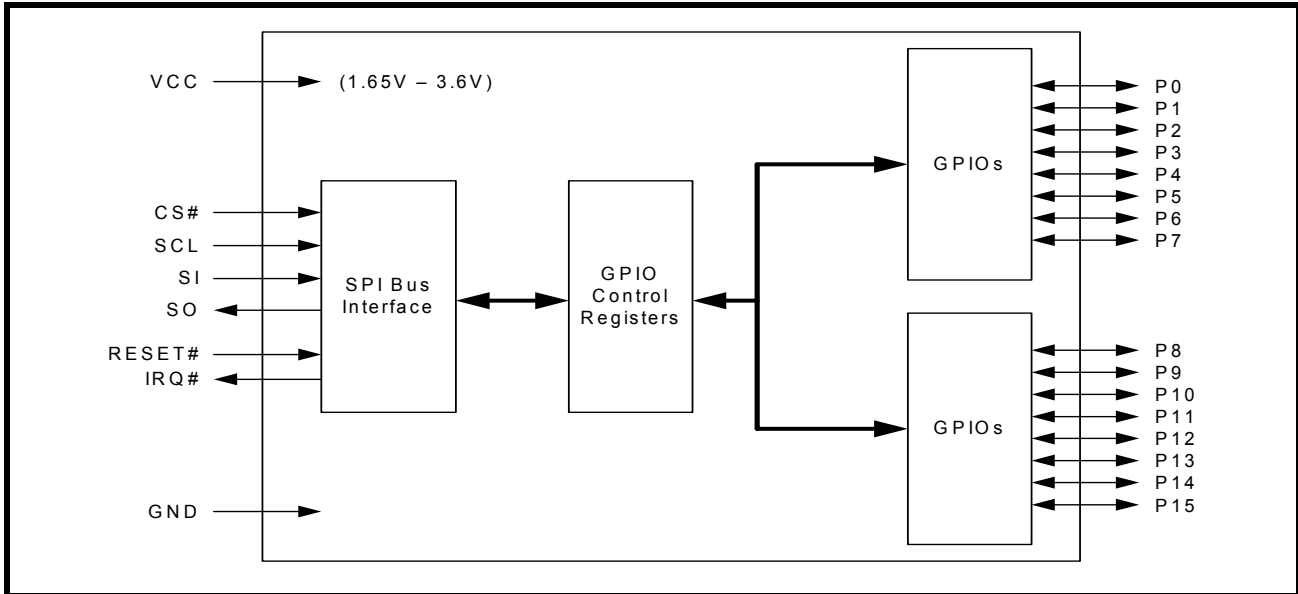 VCC
(1.65V – 3.6V)
CS#
SCL
SI
SO
RESET#
IRQ#
GND
SPI Bus
Interface
GPIO
Control
Registers
GPIOs
P0
P1
P2
P3
P4
P5
P6
P7
GPIOs
P8
P9
P10
P11
P12
P13
P14
P15